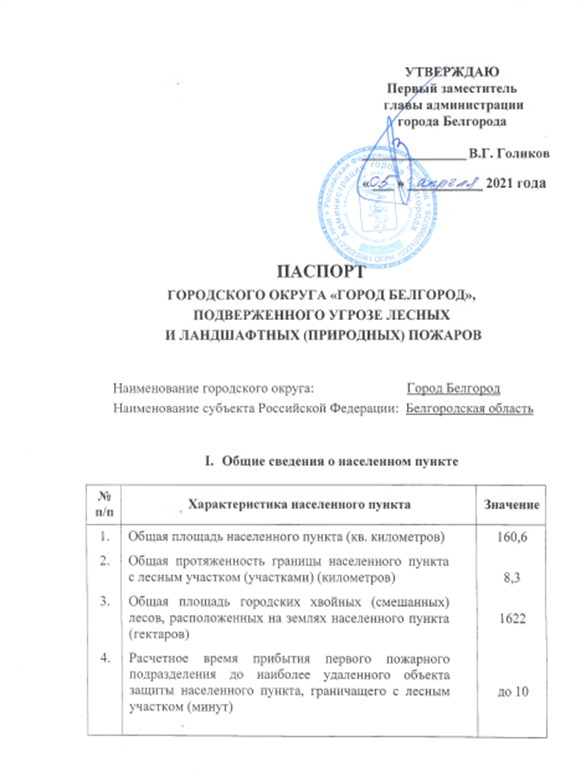 УТВЕРЖДАЮ
Первый заместитель
главы администрации
города Белгорода
В.Г. Голиков
«05» апреля 2021 года
ПАСПОРТ
ГОРОДСКОГО ОКРУГА «ГОРОД БЕЛГОРОД»,
ПОДВЕРЖЕННОГО УГРОЗЕ ЛЕСНЫХ
И ЛАНДШАФТНЫХ (ПРИРОДНЫХ) ПОЖАРОВ
Наименование городского округа: Город Белгород
Наименование субъекта Российской Федерации: Белгородская область
I. Общие сведения о населенном пункте
№ Характеристика населенного пункта Значение
п/п
1. Общая площадь населенного пункта (кв. километров) 160,6
2. Общая протяженность границы населенного пункта
с лесным участком (участками) (километров) 8,3
3. Общая площадь городских хвойных (смешанных)
лесов, расположенных на землях населенного пункта 1622
(гектаров)
4. Расчетное время прибытия первого пожарного
подразделения до наиболее удаленного объекта
защиты населенного пункта, граничащего с лесным до 10
участком (минут)